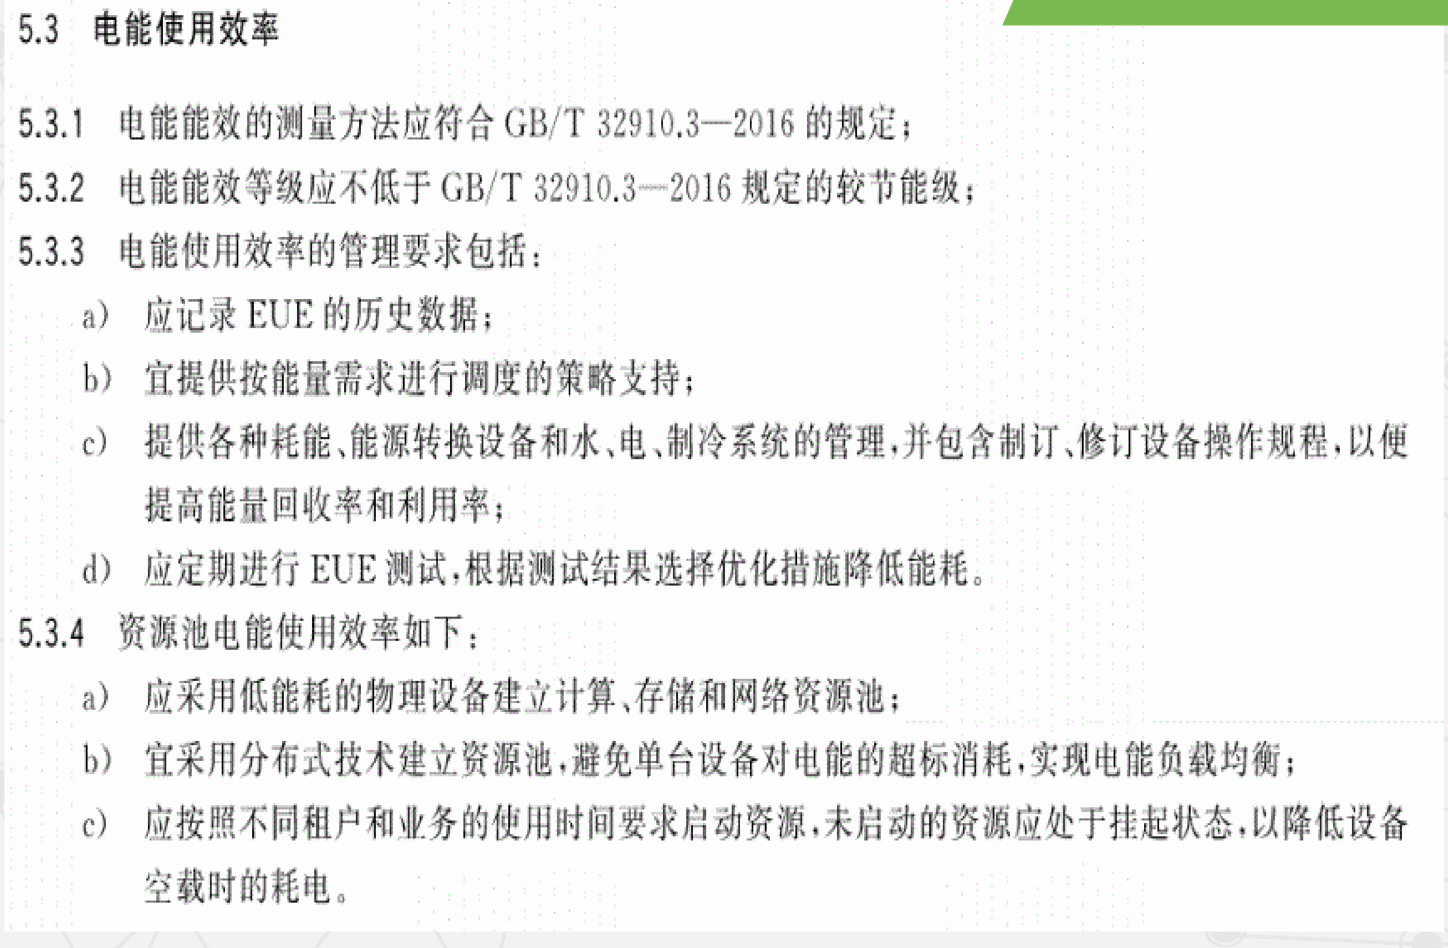 5.3 电能使用效率
5.3.1 电能能效的测量方法应符合 GB/T 32910.3—2016 的规定;
5.3.2 电能能效等级应不低于 GB/T 32910.3—2016 规定的较节能级;
5.3.3 电能使用效率的管理要求包括:
a) 应记录 EUE 的历史数据;
b) 宜提供按能量需求进行调度的策略支持;
c) 提供各种耗能、能源转换设备和水、电、制冷系统的管理,并包含制订、修订设备操作规程,以便
提高能量回收率和利用率;
d) 应定期进行 EUE 测试,根据测试结果选择优化措施降低能耗。
5.3.4 资源池电能使用效率如下:
a) 应采用低能耗的物理设备建立计算、存储和网络资源池;
b) 宜采用分布式技术建立资源池,避免单台设备对电能的超标消耗,实现电能负载均衡;
c) 应按照不同租户和业务的使用时间要求启动资源,未启动的资源应处于挂起状态,以降低设备
空载时的耗电。